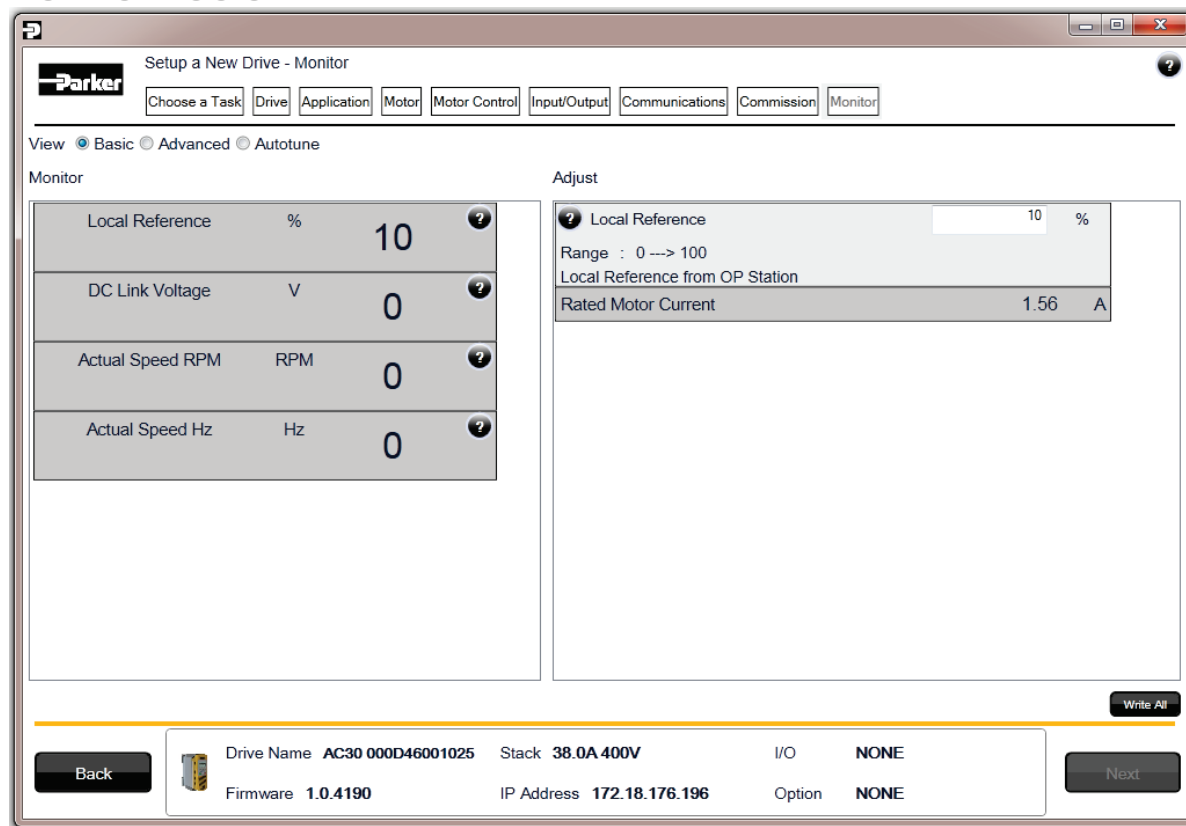 Setup a New Drive - Monitor
Parker
Choose a Task Drive Application Motor Motor Control Input/Output Communications Commission Monitor
View Basic Advanced Autotune
Monitor
Adjust
Local Reference % 10
DC Link Voltage V 0
Actual Speed RPM RPM 0
Actual Speed Hz Hz 0
Local Reference 10 %
Range : 0 ---> 100
Local Reference from OP Station
Rated Motor Current 1.56 A
Write All
Back
Drive Name AC30 000D46001025 Stack 38.0A 400V I/O NONE
Firmware 1.0.4190 IP Address 172.18.176.196 Option NONE
Next